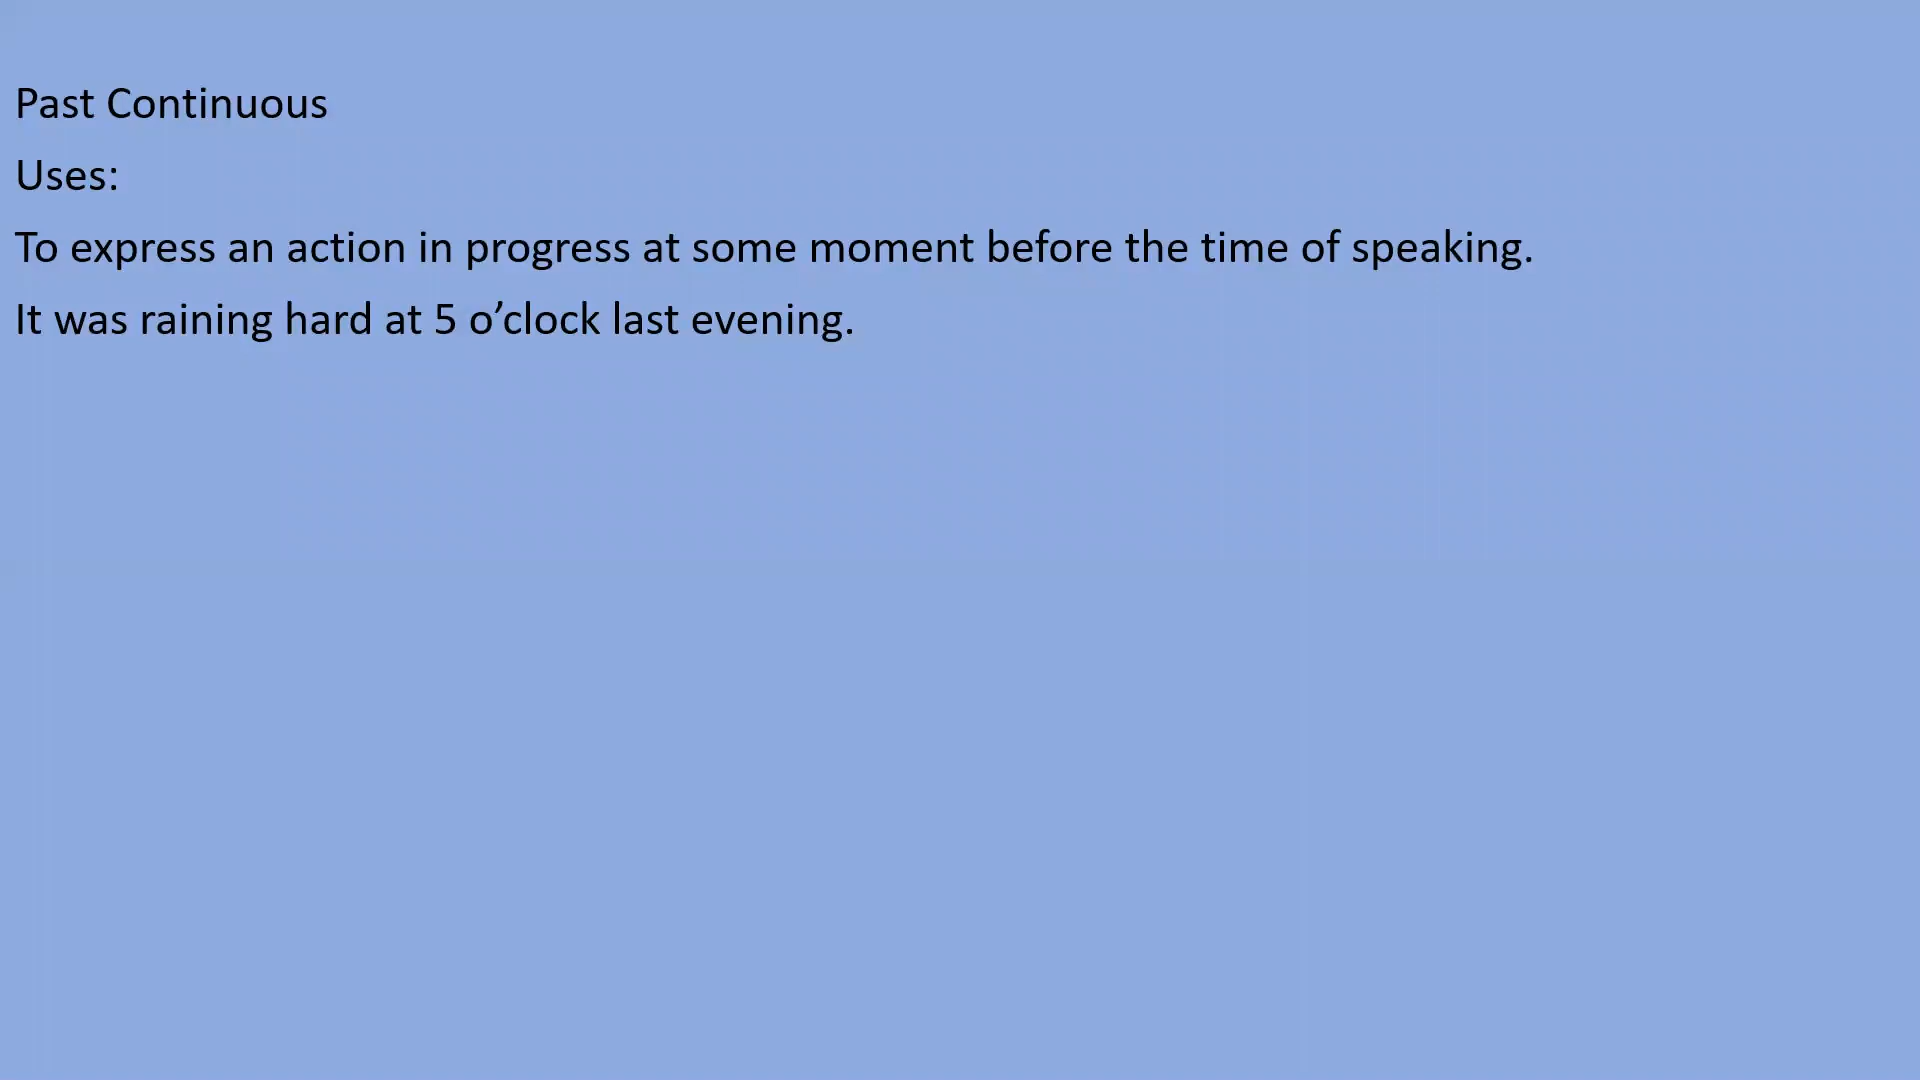 Past Continuous
Uses:
To express an action in progress at some moment before the time of speaking.
It was raining hard at 5 o’clock last evening.